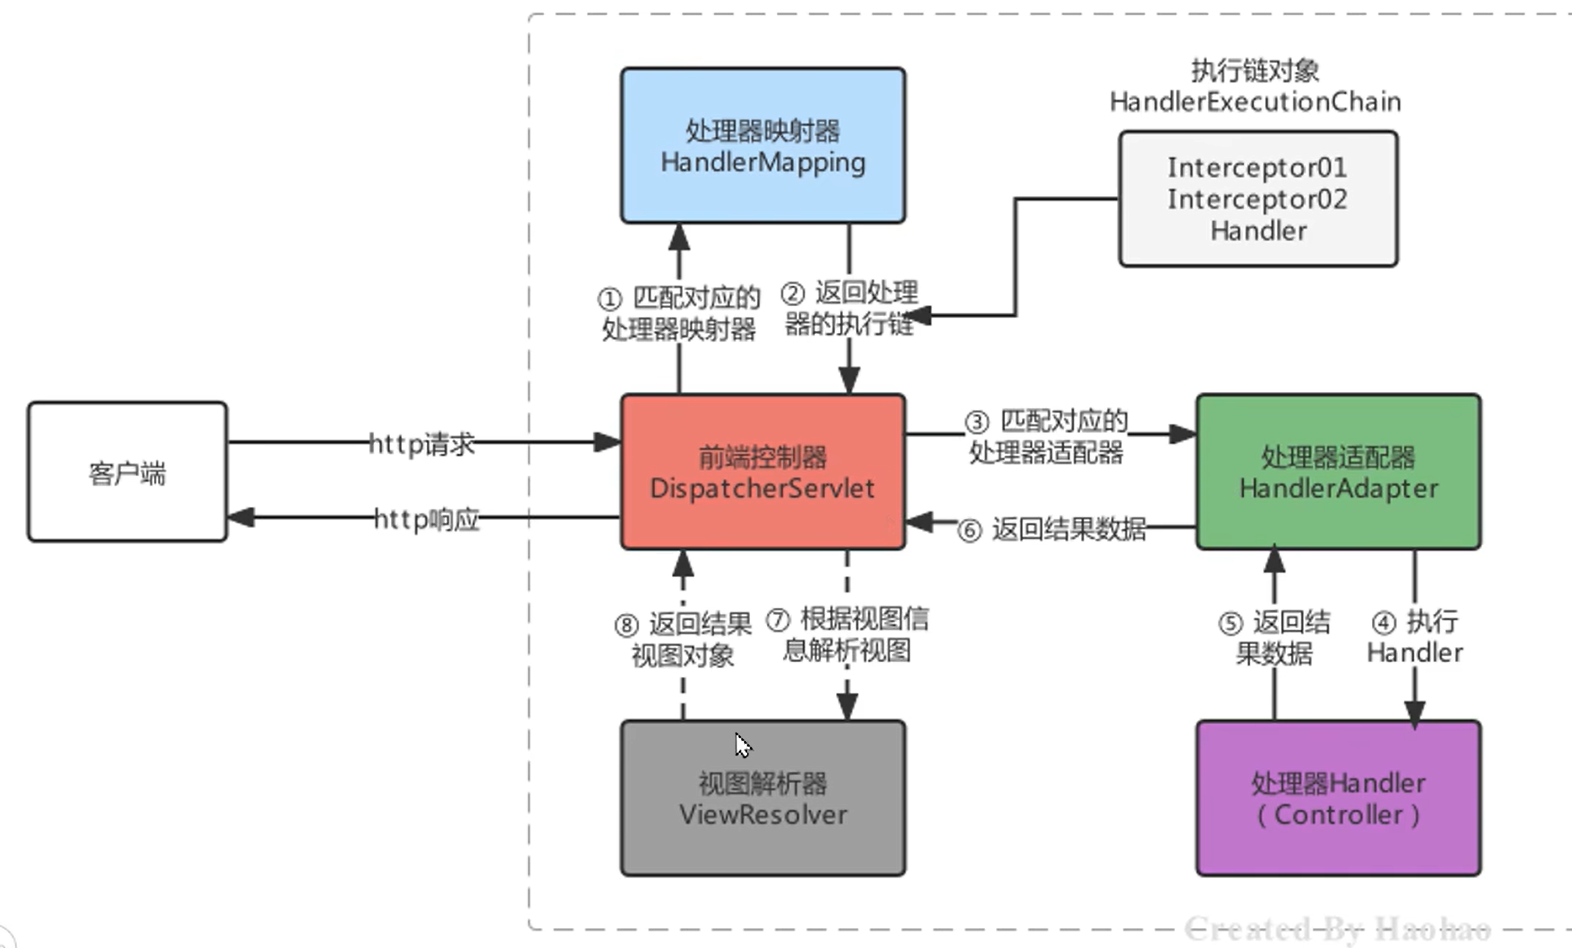 执行链对象
HandlerExecutionChain
处理器映射器
HandlerMapping
Interceptor01
Interceptor02
Handler
① 匹配对应的
处理器映射器
② 返回处理
器的执行链
客户端
http请求
http响应
前端控制器
DispatcherServlet
③ 匹配对应的
处理器适配器
⑥ 返回结果数据
处理器适配器
HandlerAdapter
⑧ 返回结果
视图对象
⑦ 根据视图信
息解析视图
⑤ 返回结
果数据
④ 执行
Handler
视图解析器
ViewResolver
处理器Handler
（Controller）
Created By Haohao